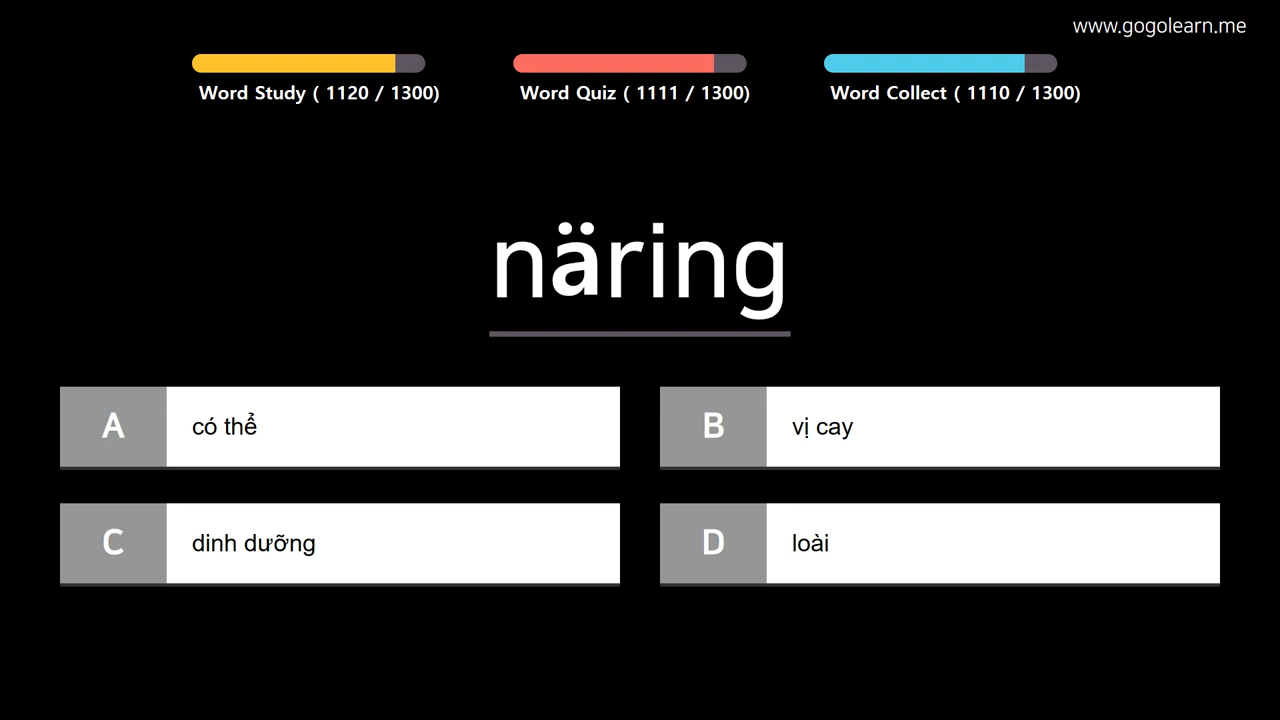 www.gogolearn.me
Word Study ( 1120 / 1300)
Word Quiz ( 1111 / 1300)
Word Collect ( 1110 / 1300)
näring
A có thể
B vị cay
C dinh dưỡng
D loài